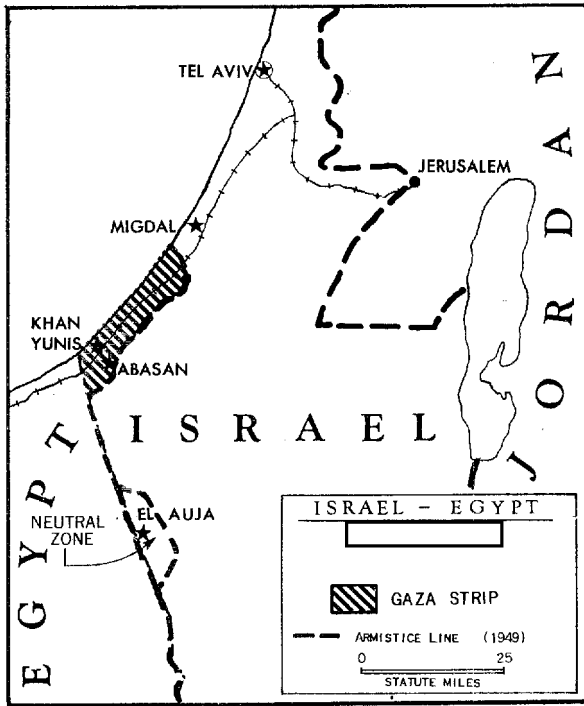 TEL AVIV
JERUSALEM
MIGDAL
KHAN
YUNIS
ABASAN
ISRAEL
EGYPT
JORDAN
EL AUJA
NEUTRAL
ZONE
ISRAEL – EGYPT
GAZA STRIP
ARMISTICE LINE (1949)
0 25
STATUTE MILES